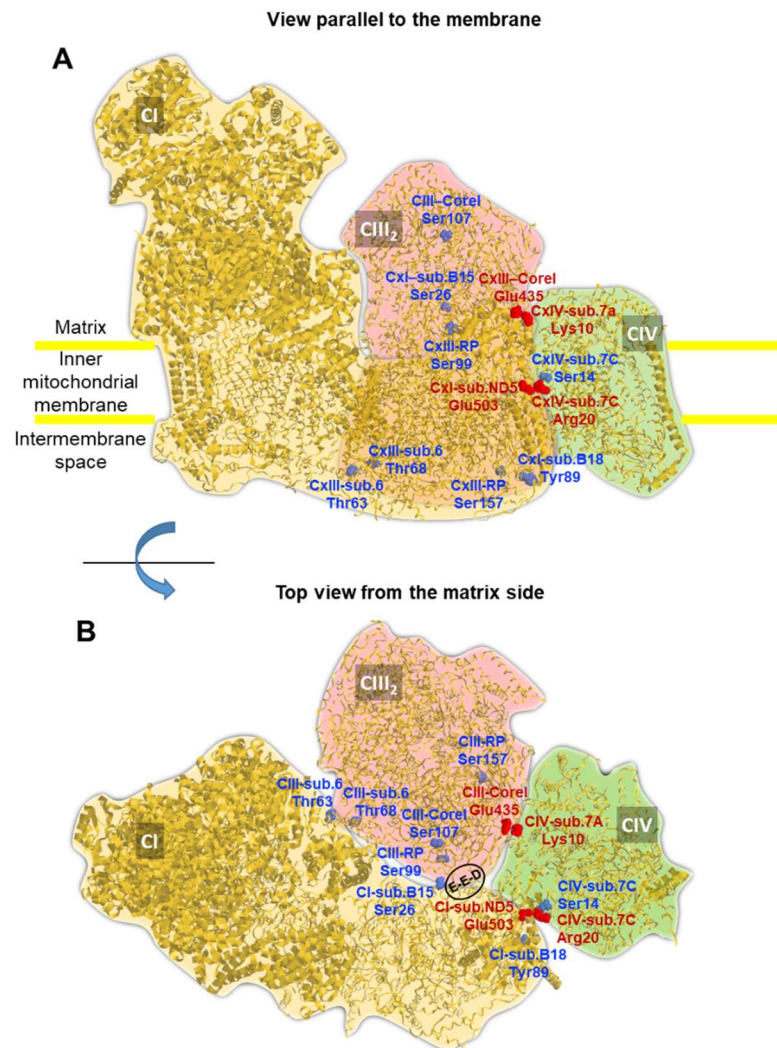 View parallel to the membrane
A
CI
CIII–CoreI
Ser107
CIII2
CxI–sub.B15
Ser26
CxIII–CoreI
Glu435
CxIV-sub.7a
Lys10
CIV
Matrix
Inner
mitochondrial
membrane
Intermembrane
space
CxIII-RP
Ser99
CxIV-sub.7C
Ser14
CxI-sub.ND5
Glu503
CxIV-sub.7C
Arg20
CxIII-sub.6
Thr68
CxIII-sub.6
Thr63
CxIII-RP
Ser157
CxI-sub.B18
Tyr89
Top view from the matrix side
B
CIII2
CIII-RP
Ser157
CIII-sub.6
Thr63
CIII-sub.6
Thr68
CIII-CoreI
Glu435
CI
CIII-CoreI
Ser107
CIV-sub.7A
Lys10
CIV
CIII-RP
Ser99
E-E-D
CI-sub.B15
Ser26
CIV-sub.7C
Ser14
CI-sub.ND5
Glu503
CIV-sub.7C
Arg20
CI-sub.B18
Tyr89